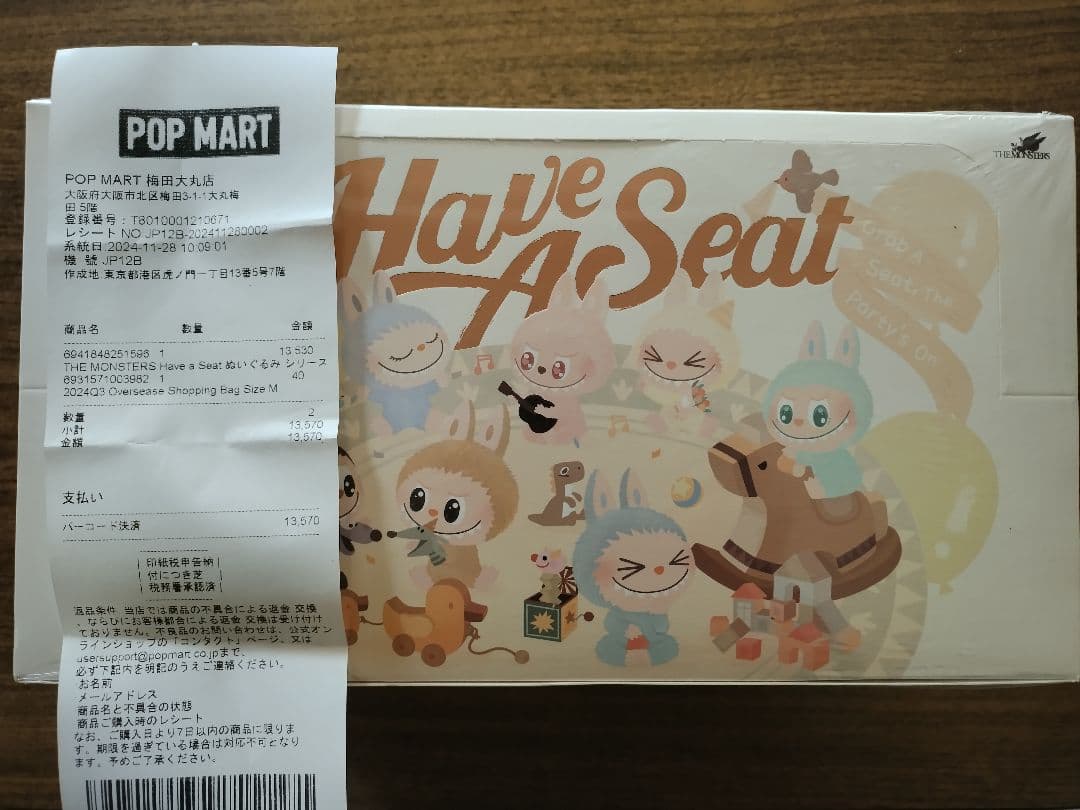 POP MART
POP MART 梅田大丸店
大阪府大阪市北区梅田3-1-1大丸梅
田 5階
登録番号：T6010001210671
レシート NO JP12B-202411280002
系統日:2024-11-28 10:09:01
機 號 JP12B
作成地 東京都港区虎ノ門一丁目13番5号7階
商品名 数量 金額
6941848251596 1 13,530
THE MONSTERS Have a Seat ぬいぐるみ シリーズ
6931571003982 1 40
2024Q3 Oversease Shopping Bag Size M
数量 2
小計 13,570
金額 13,570
支払い
バーコード決済 13,570
印紙税申告納
付につき芝
税務署承認済
返品条件: 当店では商品の不具合による返金 交換
、ならびにお客様都合による返金 交換は受け付け
ておりません。不良品のお問い合わせは、公式オン
ラインショップの「コンタクト」ページ、又は
usersupport@popmart.co.jpまで、
必ず下記内を明記のうえご連絡ください。
お名前
メールアドレス
商品名と不具合の状態
商品ご購入時のレシート
なお、ご購入日より7日以内の商品に限りま
す。期限を過ぎている場合は対応不可となり
ます。予めご了承ください。
THE MONSTERS
Have
A Seat
Grab A
Seat, The
Party's On